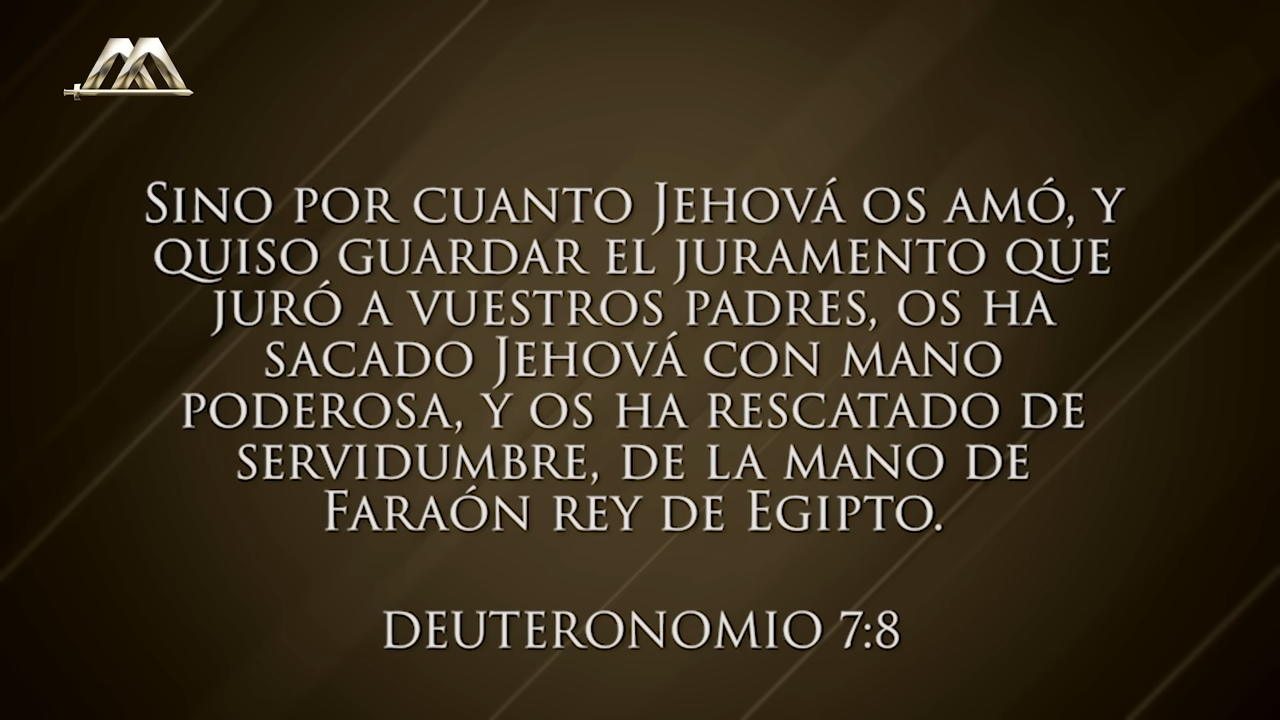 Sino por cuanto Jehová os amó, y
quiso guardar el juramento que
juró a vuestros padres, os ha
sacado Jehová con mano
poderosa, y os ha rescatado de
servidumbre, de la mano de
Faraón rey de Egipto.
DEUTERONOMIO 7:8